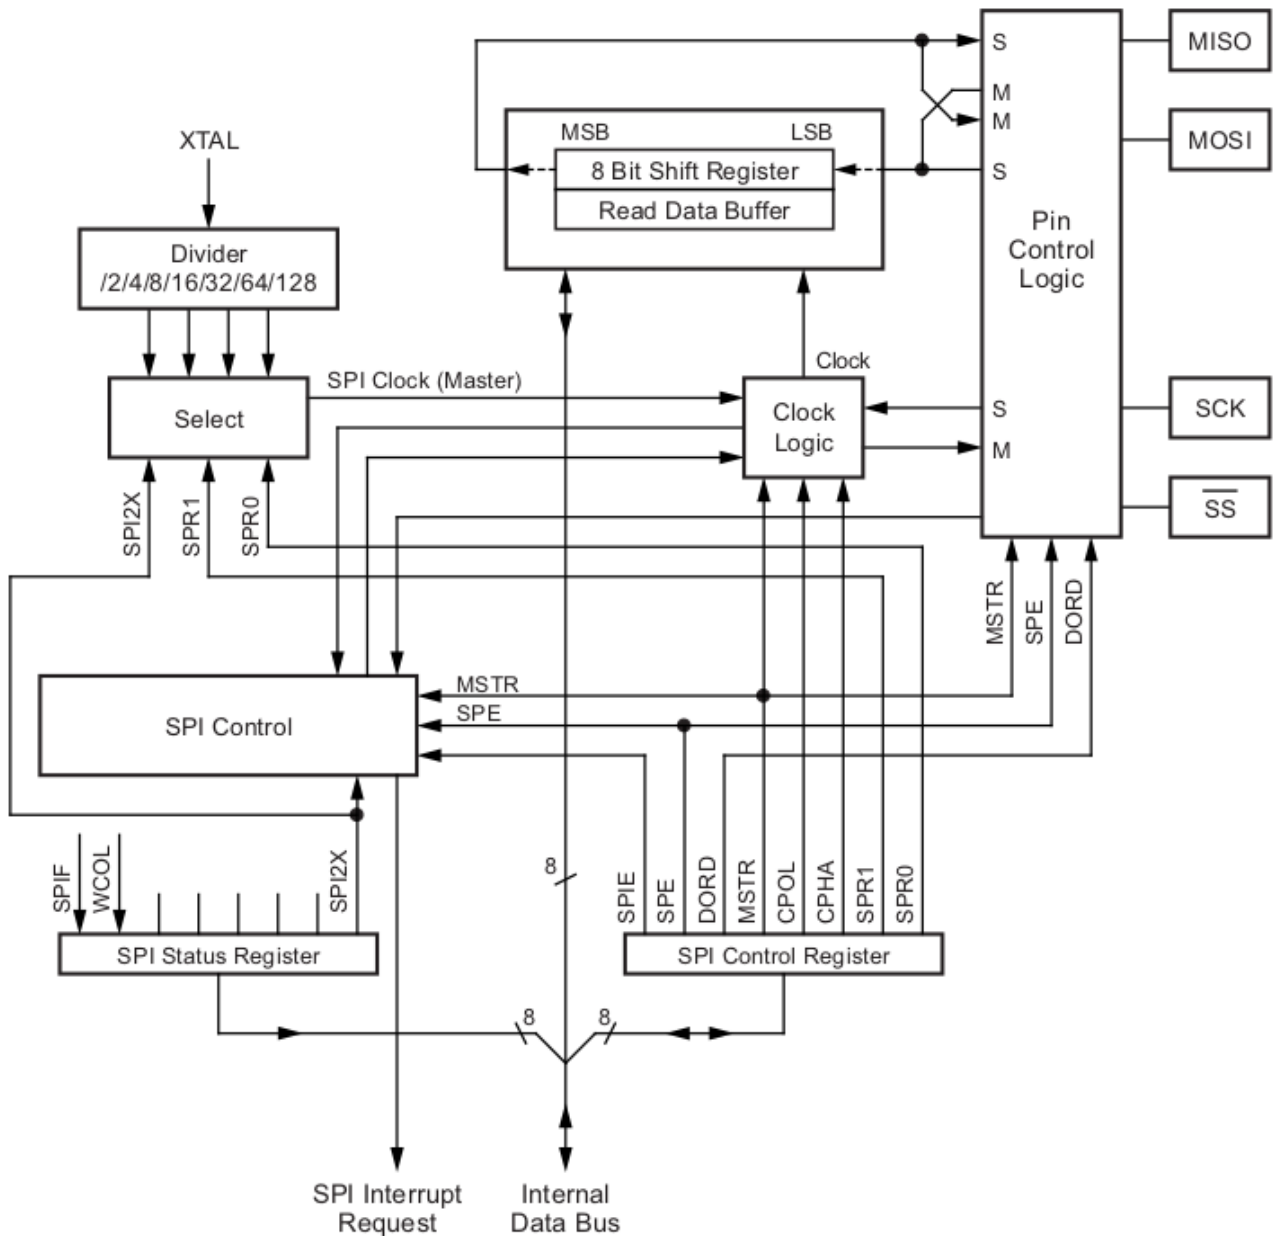 S
MISO
M
M
MSB
LSB
MOSI
XTAL
8 Bit Shift Register
S
Read Data Buffer
Pin
Control
Logic
Divider
/2/4/8/16/32/64/128
Clock
SPI Clock (Master)
Select
Clock
Logic
S
SCK
M
SPI2X
SPR1
SPR0
SS
MSTR
SPE
DORD
MSTR
SPE
SPI Control
SPIF
WCOL
SPI2X
8
SPIE
SPE
DORD
MSTR
CPOL
CPHA
SPR1
SPR0
SPI Status Register
SPI Control Register
8
8
SPI Interrupt
Request
Internal
Data Bus